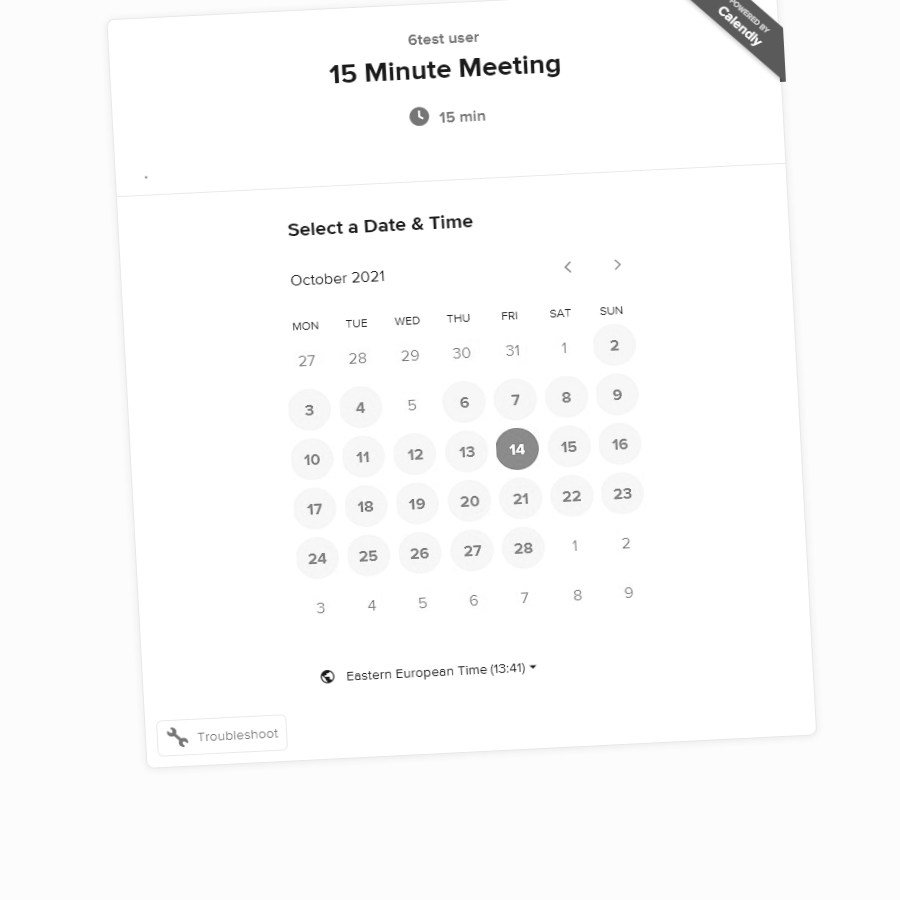 POWERED BY
Calendly
6test user
15 Minute Meeting
15 min
.
Select a Date & Time
October 2021
MON TUE WED THU FRI SAT SUN
27 28 29 30 31 1 2
3 4 5 6 7 8 9
10 11 12 13 14 15 16
17 18 19 20 21 22 23
24 25 26 27 28 1 2
3 4 5 6 7 8 9
Eastern European Time (13:41)
Troubleshoot